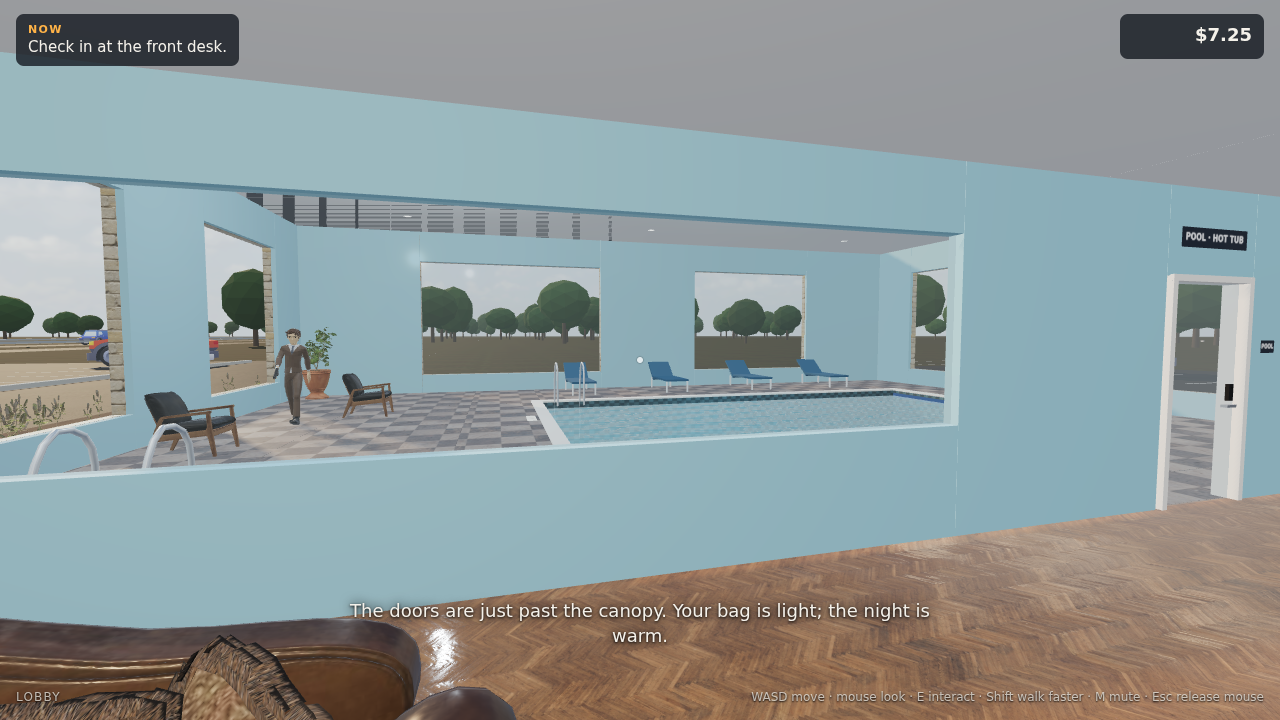 NOW
Check in at the front desk.
$7.25
POOL · HOT TUB
POOL
The doors are just past the canopy. Your bag is light; the night is
warm.
LOBBY
WASD move · mouse look · E interact · Shift walk faster · M mute · Esc release mouse